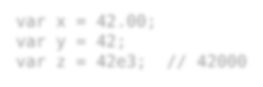 var x = 42.00;
var y = 42;
var z = 42e3;  // 42000